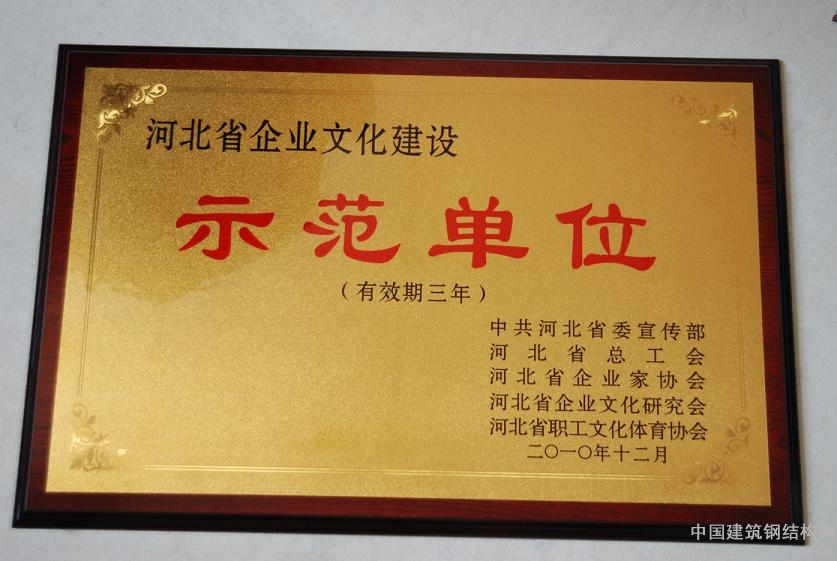 河北省企业文化建设
示范单位
（有效期三年）
中共河北省委宣传部
河北省总工会
河北省企业家协会
河北省企业文化研究会
河北省职工文化体育协会
二〇一〇年十二月
中国建筑钢结构